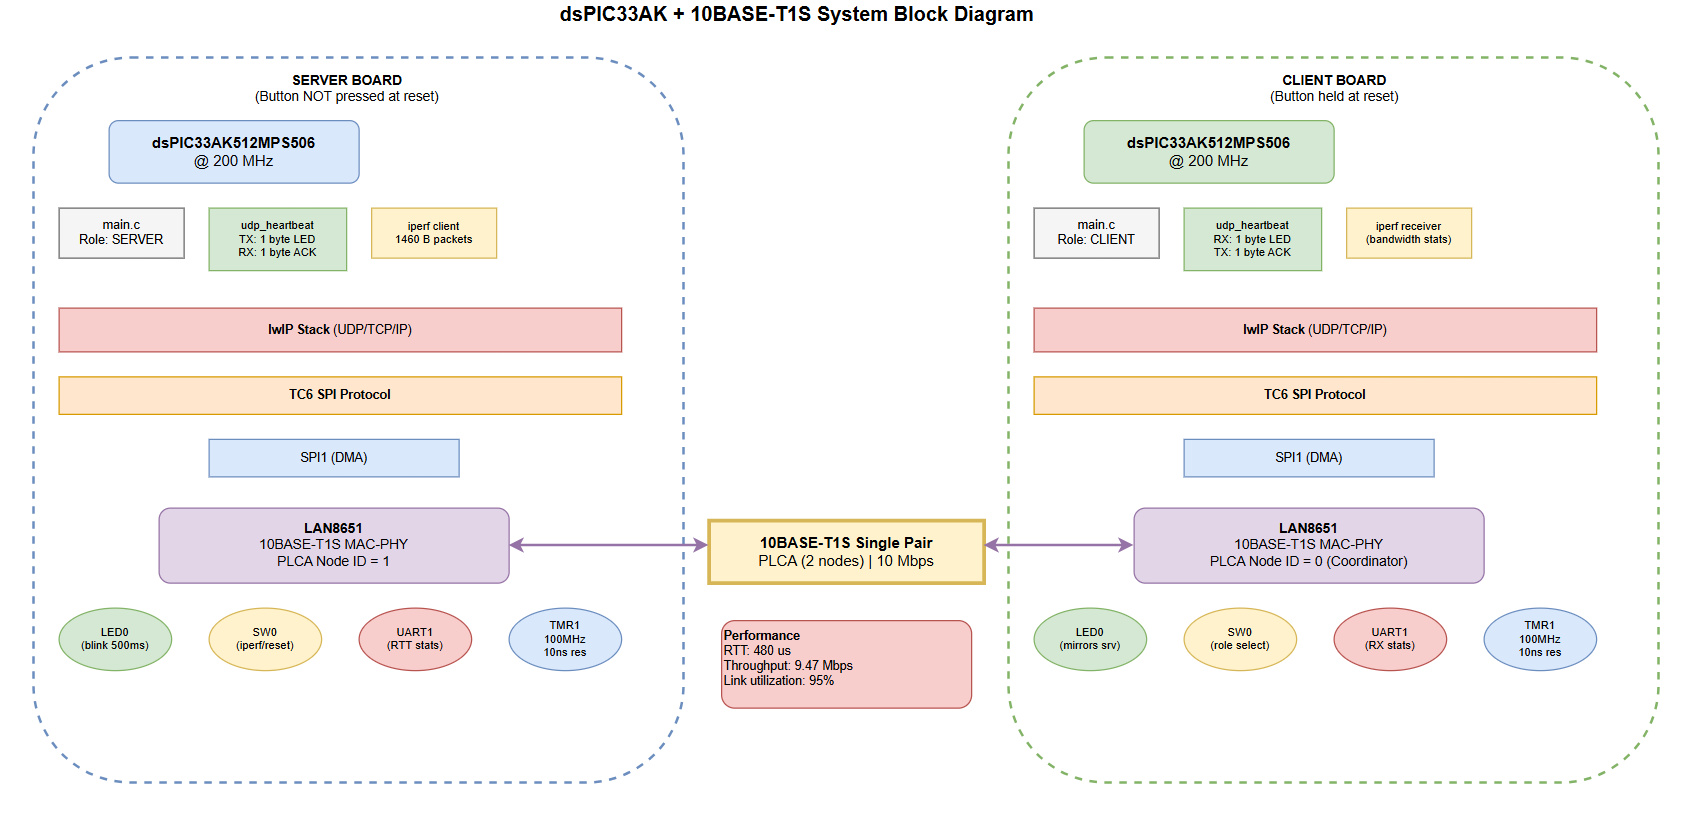 dsPIC33AK + 10BASE-T1S System Block Diagram
SERVER BOARD
(Button NOT pressed at reset)
dsPIC33AK512MPS506
@ 200 MHz
main.c
Role: SERVER
udp_heartbeat
TX: 1 byte LED
RX: 1 byte ACK
iperf client
1460 B packets
lwIP Stack (UDP/TCP/IP)
TC6 SPI Protocol
SPI1 (DMA)
LAN8651
10BASE-T1S MAC-PHY
PLCA Node ID = 1
LED0
(blink 500ms)
SW0
(iperf/reset)
UART1
(RTT stats)
TMR1
100MHz
10ns res
10BASE-T1S Single Pair
PLCA (2 nodes) | 10 Mbps
Performance
RTT: 480 us
Throughput: 9.47 Mbps
Link utilization: 95%
CLIENT BOARD
(Button held at reset)
dsPIC33AK512MPS506
@ 200 MHz
main.c
Role: CLIENT
udp_heartbeat
RX: 1 byte LED
TX: 1 byte ACK
iperf receiver
(bandwidth stats)
lwIP Stack (UDP/TCP/IP)
TC6 SPI Protocol
SPI1 (DMA)
LAN8651
10BASE-T1S MAC-PHY
PLCA Node ID = 0 (Coordinator)
LED0
(mirrors srv)
SW0
(role select)
UART1
(RX stats)
TMR1
100MHz
10ns res